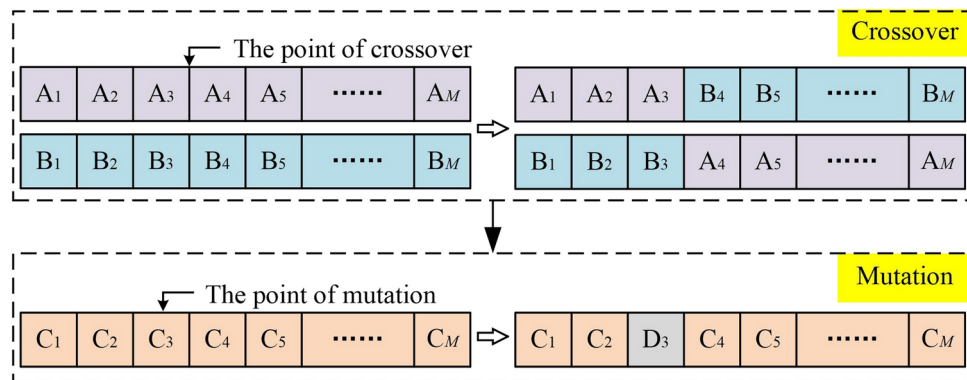 Crossover
The point of crossover
A1 A2 A3 A4 A5 ······ AM
A1 A2 A3 B4 B5 ······ BM
B1 B2 B3 B4 B5 ······ BM
B1 B2 B3 A4 A5 ······ AM
Mutation
The point of mutation
C1 C2 C3 C4 C5 ······ CM
C1 C2 D3 C4 C5 ······ CM